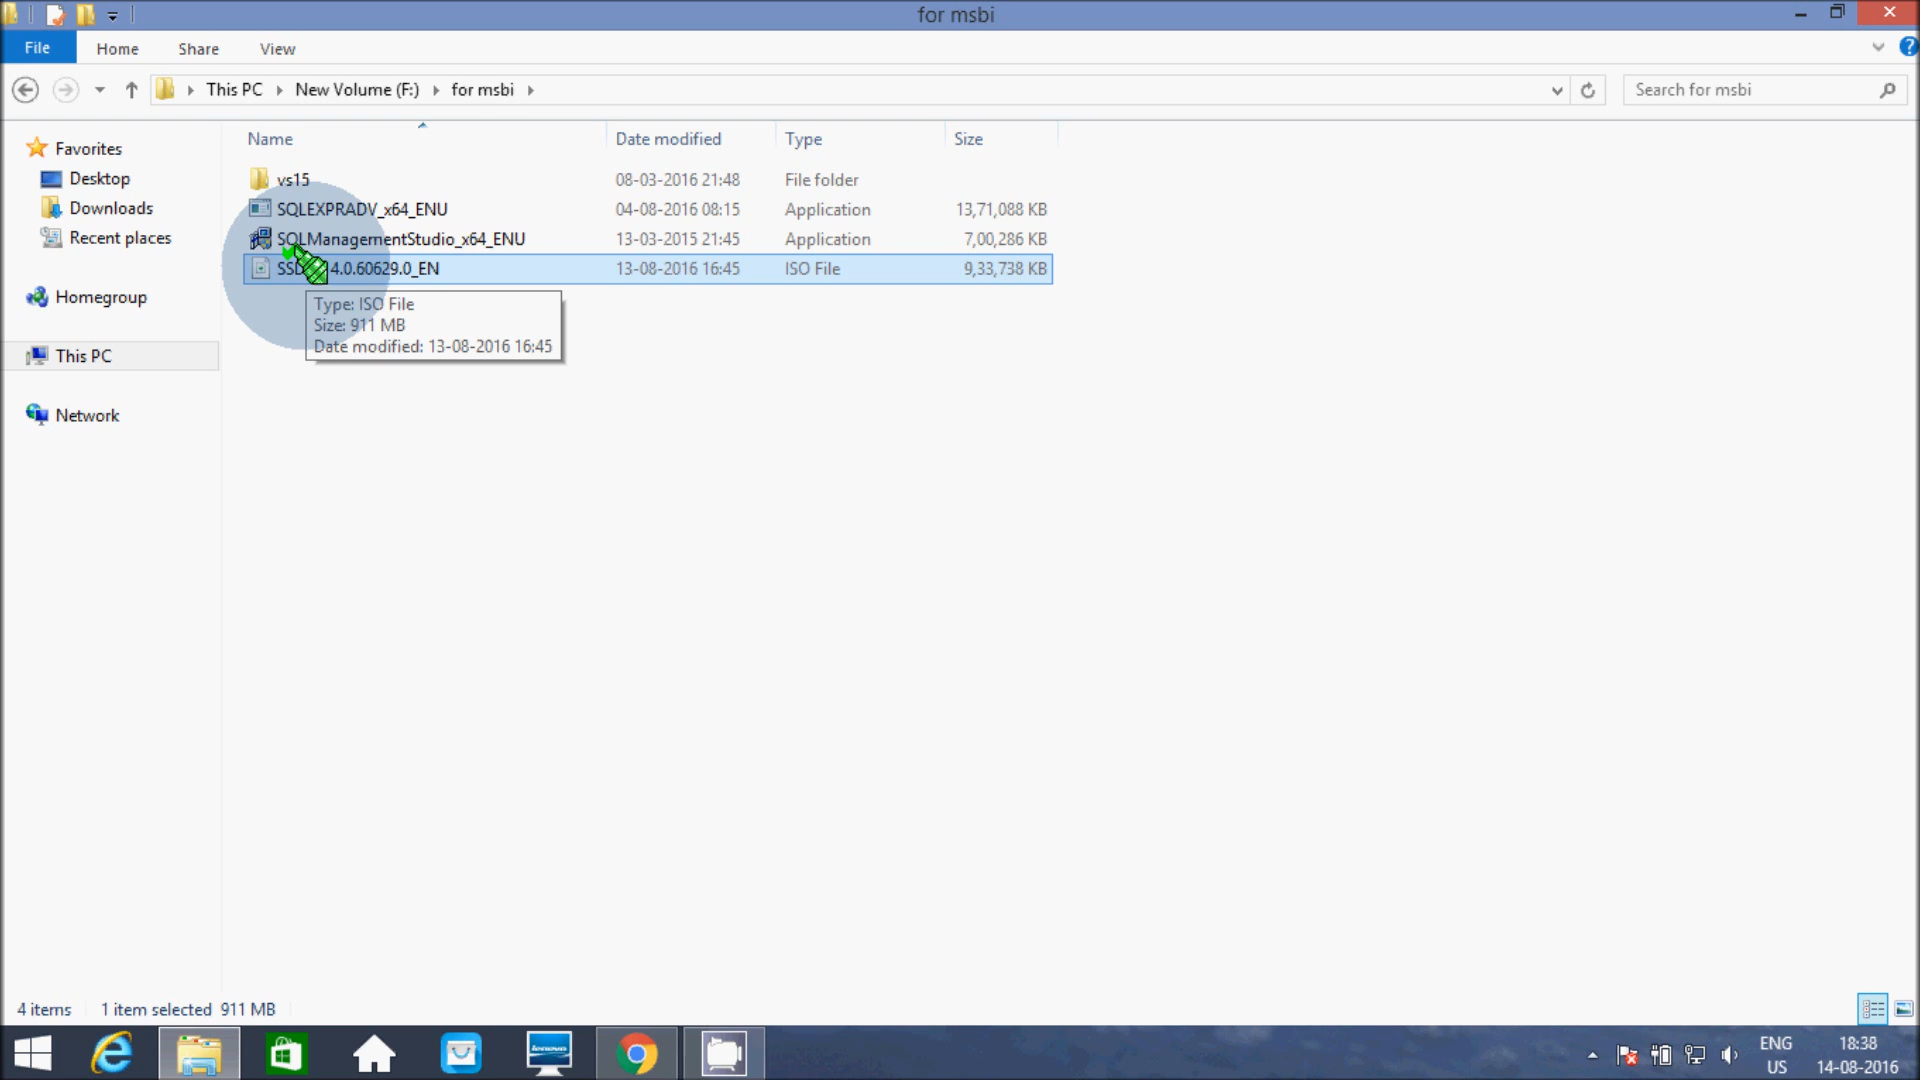 for msbi
File Home Share View
This PC New Volume (F:) for msbi
Search for msbi
Name Date modified Type Size
Favorites
Desktop
Downloads
Recent places
Homegroup
This PC
Network
vs15 08-03-2016 21:48 File folder
SQLEXPRADV_x64_ENU 04-08-2016 08:15 Application 13,71,088 KB
SQLManagementStudio_x64_ENU 13-03-2015 21:45 Application 7,00,286 KB
4.0.60629.0_EN 13-08-2016 16:45 ISO File 9,33,738 KB
Type: ISO File
Size: 911 MB
Date modified: 13-08-2016 16:45
4 items 1 item selected 911 MB
lenovo
ENG 18:38
US 14-08-2016